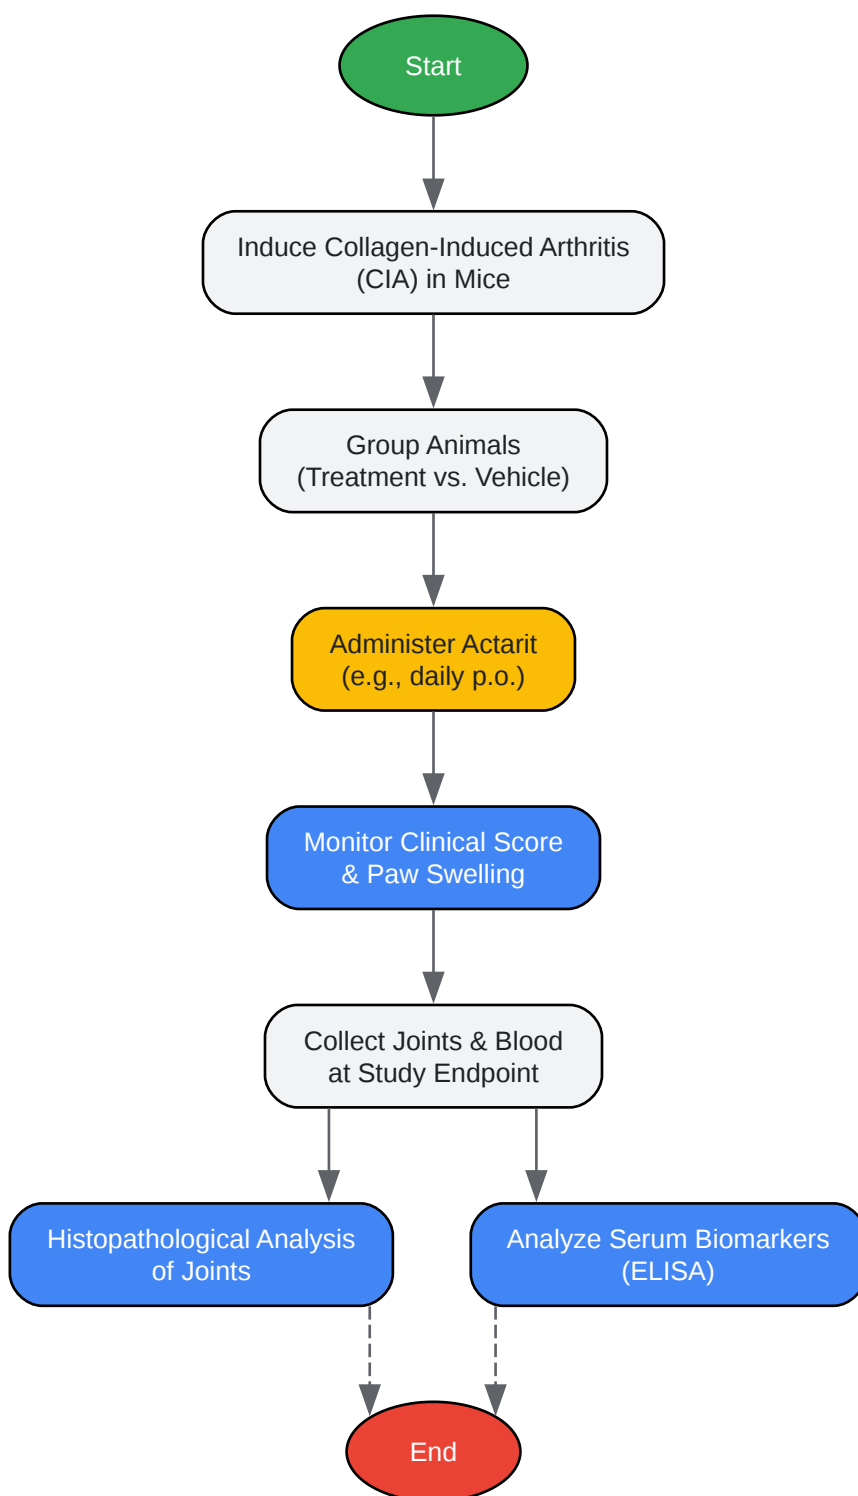 Start
Induce Collagen-Induced Arthritis
(CIA) in Mice
Group Animals
(Treatment vs. Vehicle)
Administer Actarit
(e.g., daily p.o.)
Monitor Clinical Score
& Paw Swelling
Collect Joints & Blood
at Study Endpoint
Histopathological Analysis
of Joints
Analyze Serum Biomarkers
(ELISA)
End